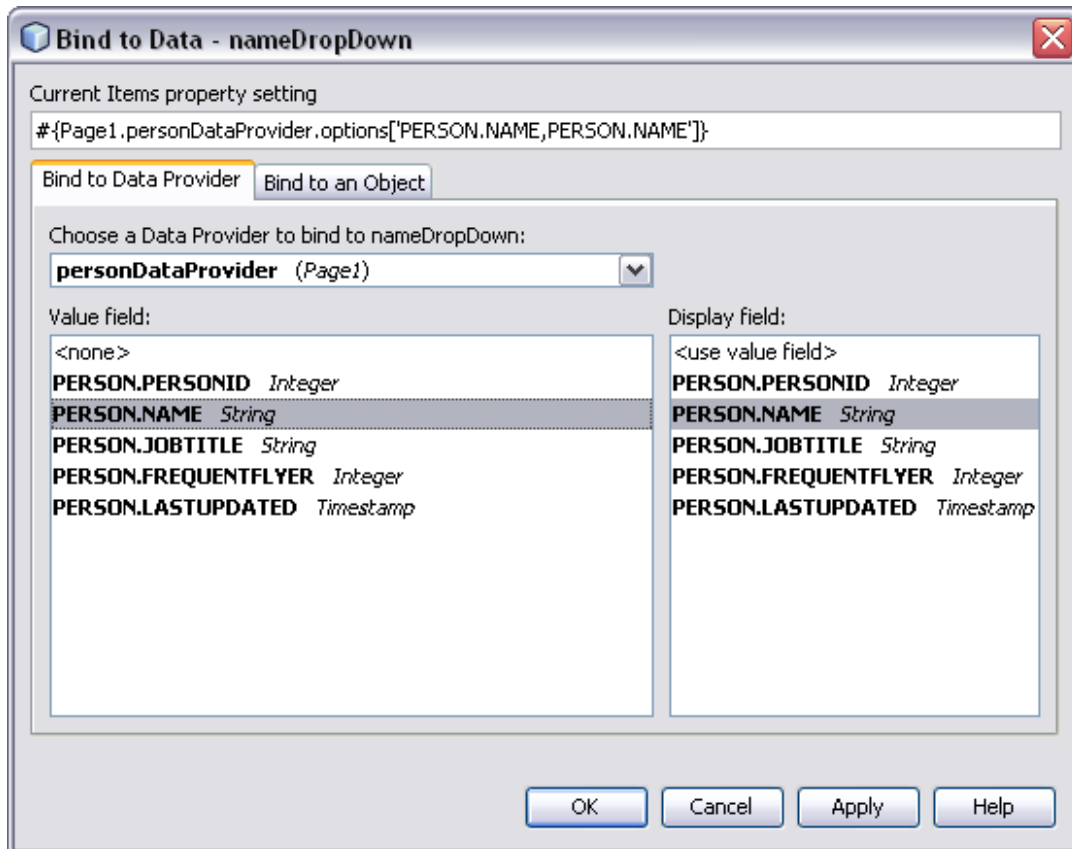 Bind to Data - nameDropDown
Current Items property setting
#{Page1.personDataProvider.options['PERSON.NAME,PERSON.NAME']}
Bind to Data Provider
Bind to an Object
Choose a Data Provider to bind to nameDropDown:
personDataProvider (Page1)
Value field:
<none>
PERSON.PERSONID Integer
PERSON.NAME String
PERSON.JOBTITLE String
PERSON.FREQUENTFLYER Integer
PERSON.LASTUPDATED Timestamp
Display field:
<use value field>
PERSON.PERSONID Integer
PERSON.NAME String
PERSON.JOBTITLE String
PERSON.FREQUENTFLYER Integer
PERSON.LASTUPDATED Timestamp
OK
Cancel
Apply
Help